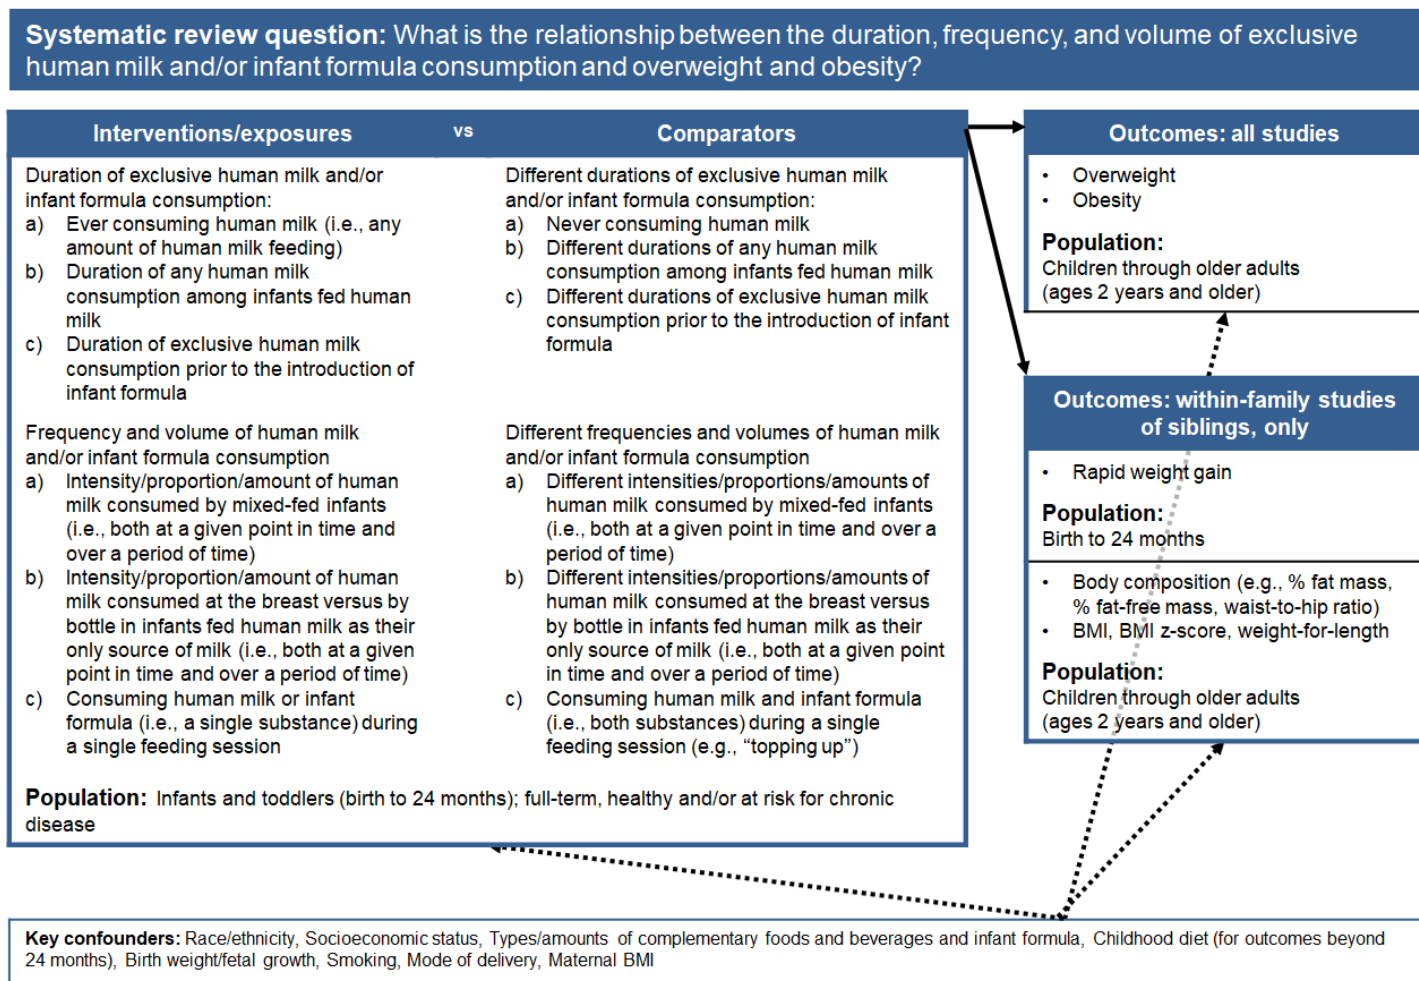 Systematic review question: What is the relationship between the duration, frequency, and volume of exclusive
human milk and/or infant formula consumption and overweight and obesity?
Interventions/exposures vs Comparators
Duration of exclusive human milk and/or
infant formula consumption:
a) Ever consuming human milk (i.e., any
amount of human milk feeding)
b) Duration of any human milk
consumption among infants fed human
milk
c) Duration of exclusive human milk
consumption prior to the introduction of
infant formula
Different durations of exclusive human milk
and/or infant formula consumption:
a) Never consuming human milk
b) Different durations of any human milk
consumption among infants fed human milk
c) Different durations of exclusive human milk
consumption prior to the introduction of infant
formula
Frequency and volume of human milk
and/or infant formula consumption
a) Intensity/proportion/amount of human
milk consumed by mixed-fed infants
(i.e., both at a given point in time and
over a period of time)
b) Intensity/proportion/amount of human
milk consumed at the breast versus by
bottle in infants fed human milk as their
only source of milk (i.e., both at a given
point in time and over a period of time)
c) Consuming human milk or infant
formula (i.e., a single substance) during
a single feeding session
Different frequencies and volumes of human milk
and/or infant formula consumption
a) Different intensities/proportions/amounts of
human milk consumed by mixed-fed infants
(i.e., both at a given point in time and over a
period of time)
b) Different intensities/proportions/amounts of
human milk consumed at the breast versus
by bottle in infants fed human milk as their
only source of milk (i.e., both at a given point
in time and over a period of time)
c) Consuming human milk and infant formula
(i.e., both substances) during a single
feeding session (e.g., “topping up”)
Population: Infants and toddlers (birth to 24 months); full-term, healthy and/or at risk for chronic
disease
Outcomes: all studies
• Overweight
• Obesity
Population:
Children through older adults
(ages 2 years and older)
Outcomes: within-family studies
of siblings, only
• Rapid weight gain
Population:
Birth to 24 months
• Body composition (e.g., % fat mass,
% fat-free mass, waist-to-hip ratio)
• BMI, BMI z-score, weight-for-length
Population:
Children through older adults
(ages 2 years and older)
Key confounders: Race/ethnicity, Socioeconomic status, Types/amounts of complementary foods and beverages and infant formula, Childhood diet (for outcomes beyond
24 months), Birth weight/fetal growth, Smoking, Mode of delivery, Maternal BMI